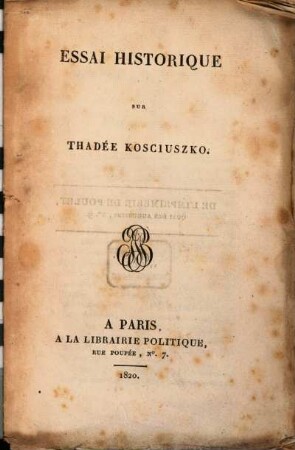 ESSAI HISTORIQUE
SUR
THADÉE KOSCIUSZKO.
A PARIS,
A LA LIBRAIRIE POLITIQUE,
RUE POUPÉE, N°. 7.
1820.